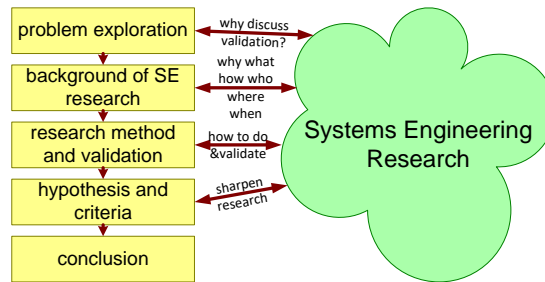 problem exploration
why discuss
validation?
background of SE
research
why what
how who
where
when
research method
and validation
how to do
&validate
hypothesis and
criteria
sharpen
research
conclusion
Systems Engineering
Research